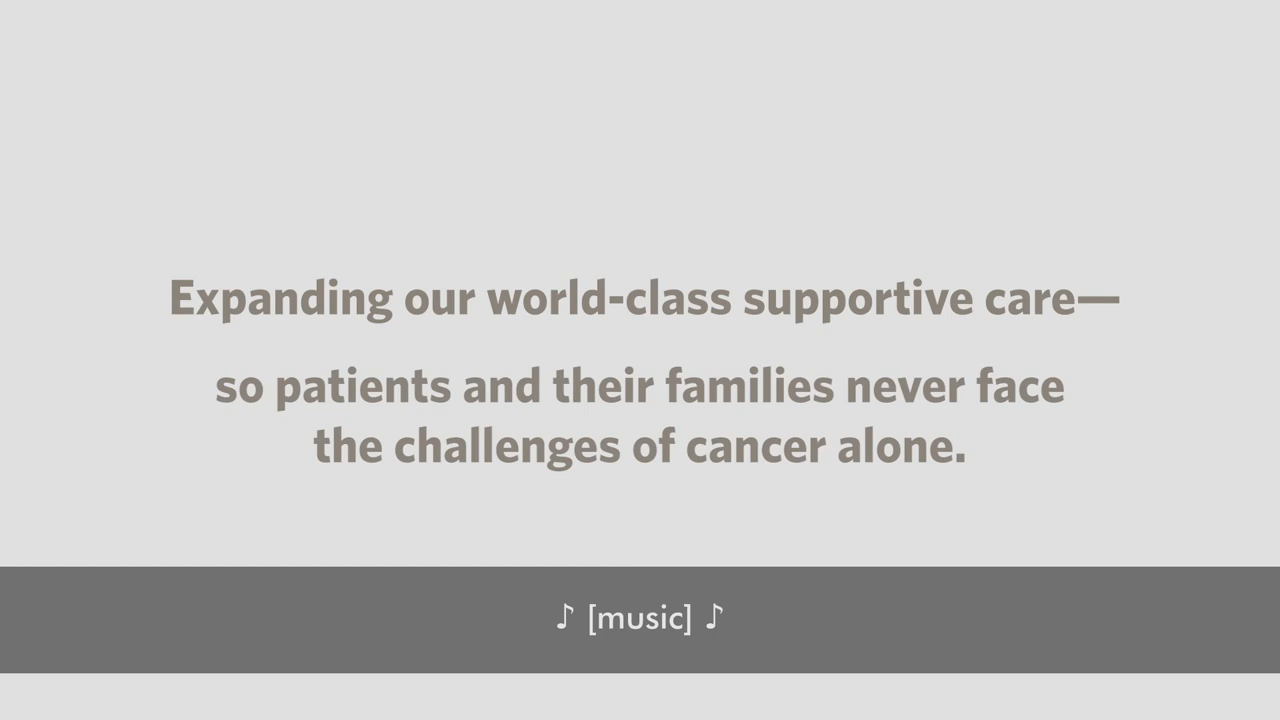 Expanding our world-class supportive care—
so patients and their families never face
the challenges of cancer alone.
♪ [music] ♪